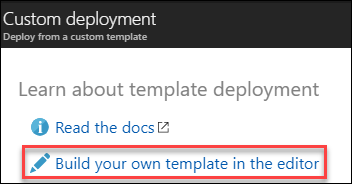 Custom deployment
Deploy from a custom template
Learn about template deployment
Read the docs
Build your own template in the editor